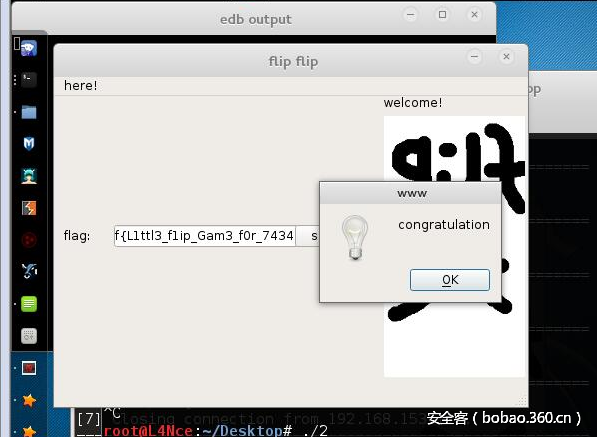 edb output
flip flip
here!
welcome!
www
congratulation
flag:
f{L1ttl3_f1ip_Gam3_f0r_7434
s
OK
^C
[7] Closing connection from 192.168.15
root@L4Nce:~/Desktop# ./2
安全客（bobao.360.cn）